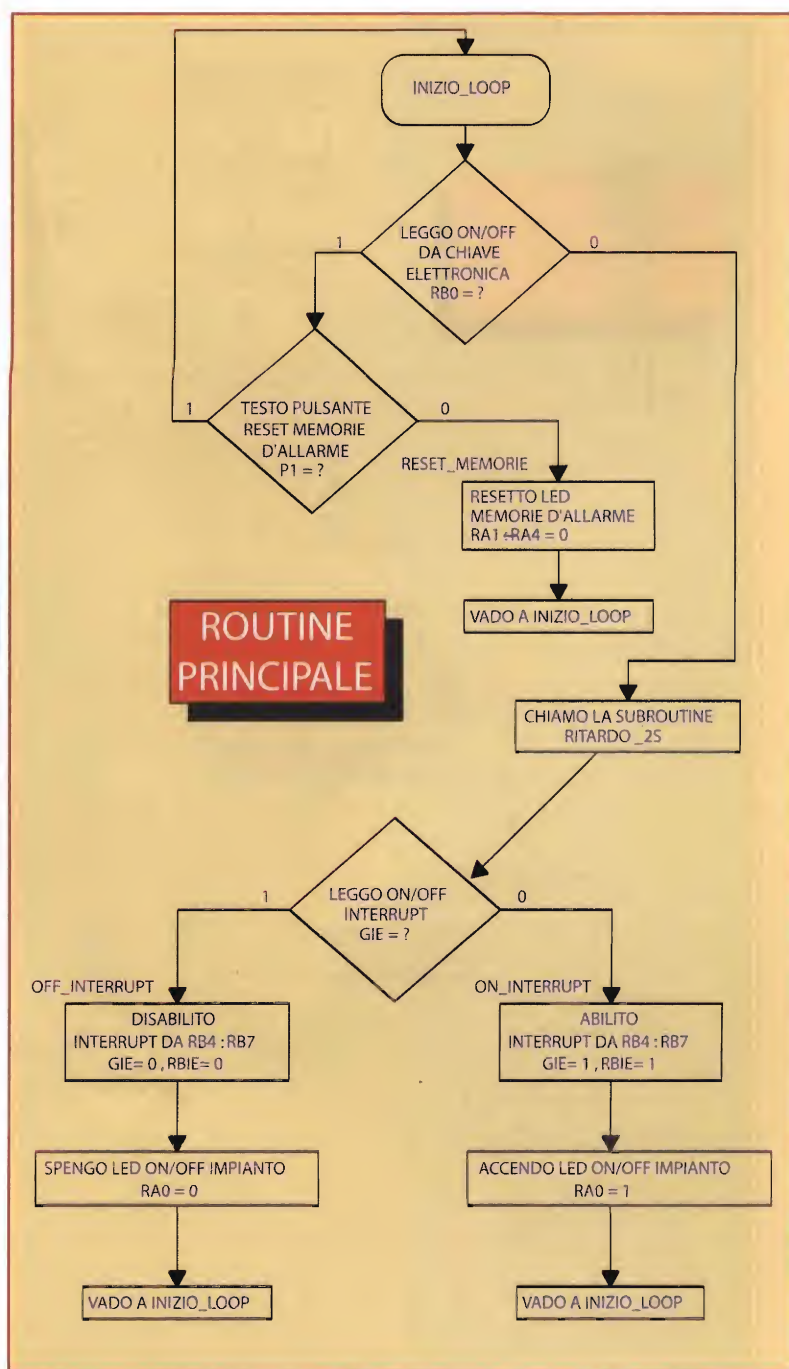 INIZIO_LOOP
LEGGO ON/OFF
DA CHIAVE
ELETTRONICA
RB0 = ?
1
0
TESTO PULSANTE
RESET MEMORIE
D'ALLARME
P1 = ?
1
0
RESET_MEMORIE
RESETTO LED
MEMORIE D'ALLARME
RA1÷RA4 = 0
VADO A INIZIO_LOOP
ROUTINE
PRINCIPALE
CHIAMO LA SUBROUTINE
RITARDO _2S
LEGGO ON/OFF
INTERRUPT
GIE = ?
1
0
OFF_INTERRUPT
DISABILITO
INTERRUPT DA RB4 : RB7
GIE= 0 , RBIE= 0
SPENGO LED ON/OFF IMPIANTO
RA0 = 0
VADO A INIZIO_LOOP
ON_INTERRUPT
ABILITO
INTERRUPT DA RB4 : RB7
GIE= 1 , RBIE= 1
ACCENDO LED ON/OFF IMPIANTO
RA0 = 1
VADO A INIZIO_LOOP